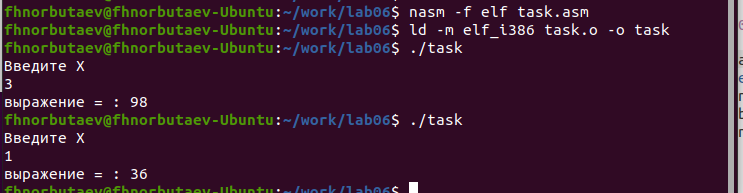 fhnorbutaev@fhnorbutaev-Ubuntu:~/work/lab06$ nasm -f elf task.asm
fhnorbutaev@fhnorbutaev-Ubuntu:~/work/lab06$ ld -m elf_i386 task.o -o task
fhnorbutaev@fhnorbutaev-Ubuntu:~/work/lab06$ ./task
Введите X
3
выражение = : 98
fhnorbutaev@fhnorbutaev-Ubuntu:~/work/lab06$ ./task
Введите X
1
выражение = : 36
fhnorbutaev@fhnorbutaev-Ubuntu:~/work/lab06$